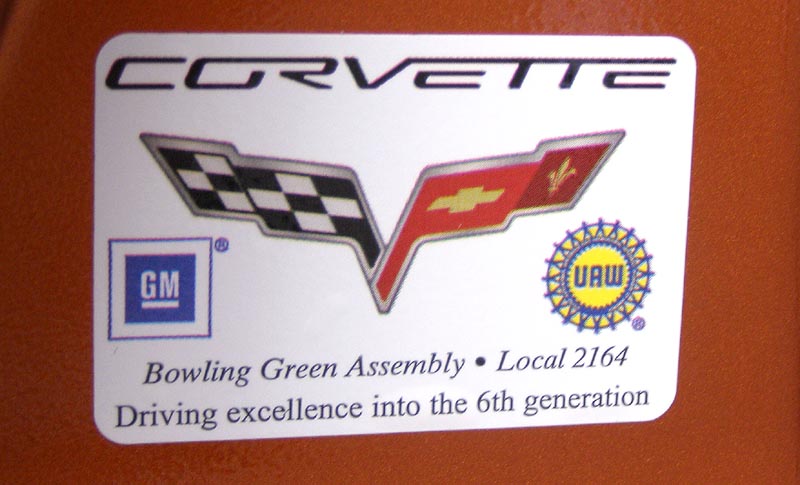 CORVETTE
GM ®
UAW ®
Bowling Green Assembly • Local 2164
Driving excellence into the 6th generation